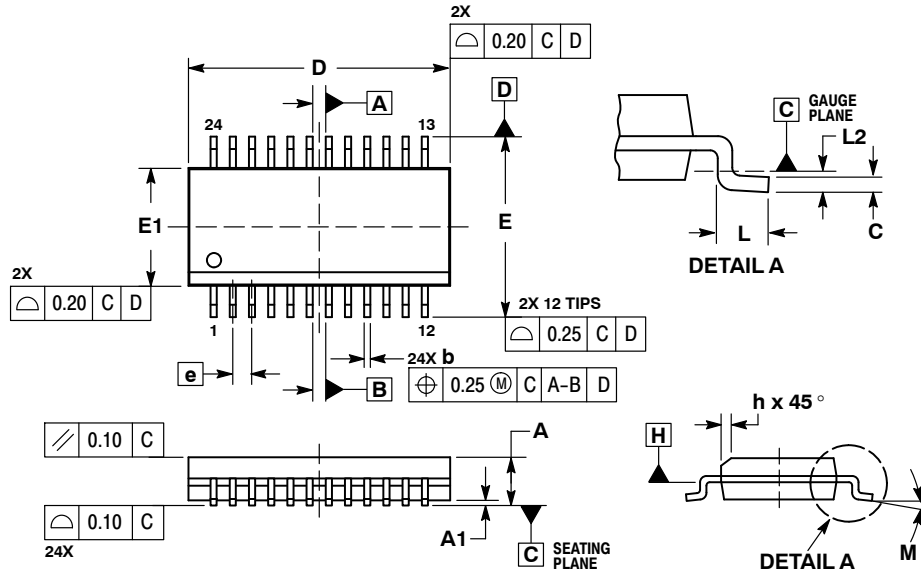 2X
⌓ 0.20 C D
D
A
D
24
13
C GAUGE PLANE
L2
E1
E
L
C
DETAIL A
2X
⌓ 0.20 C D
2X 12 TIPS
⌓ 0.25 C D
1
12
e
B
24X b
⌖ 0.25 Ⓜ C A-B D
h x 45°
H
⫽ 0.10 C
A
⌓ 0.10 C
24X
A1
C SEATING PLANE
DETAIL A
M